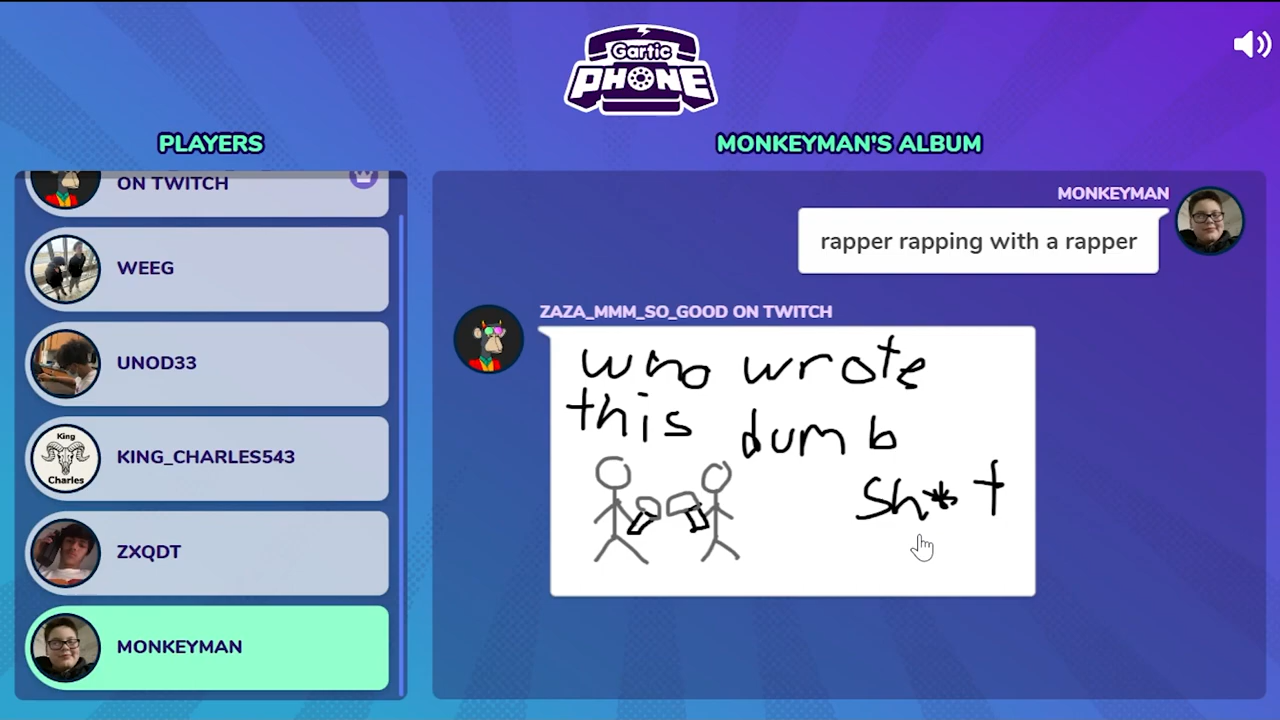 Gartic
PHONE
PLAYERS
MONKEYMAN'S ALBUM
ON TWITCH
WEEG
UNOD33
King
Charles
KING_CHARLES543
ZXQDT
MONKEYMAN
MONKEYMAN
rapper rapping with a rapper
ZAZA_MMM_SO_GOOD ON TWITCH
who wrote
this dumb
Sh*t